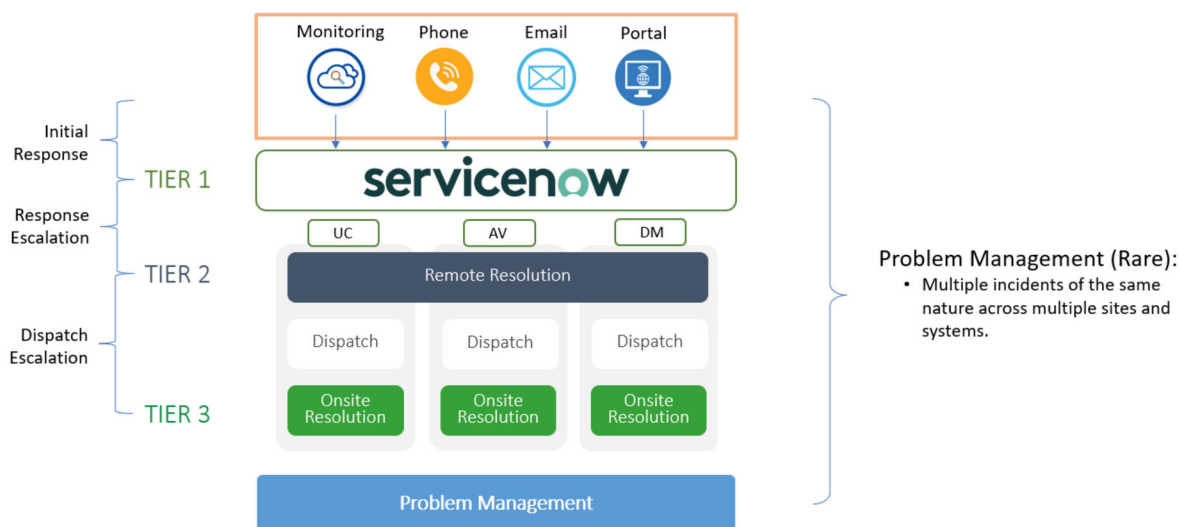 Monitoring
Phone
Email
Portal
Initial
Response
TIER 1
servicenow
Response
Escalation
UC
AV
DM
TIER 2
Remote Resolution
Dispatch
Escalation
Dispatch
Dispatch
Dispatch
TIER 3
Onsite
Resolution
Onsite
Resolution
Onsite
Resolution
Problem Management
Problem Management (Rare):
• Multiple incidents of the same
nature across multiple sites and
systems.